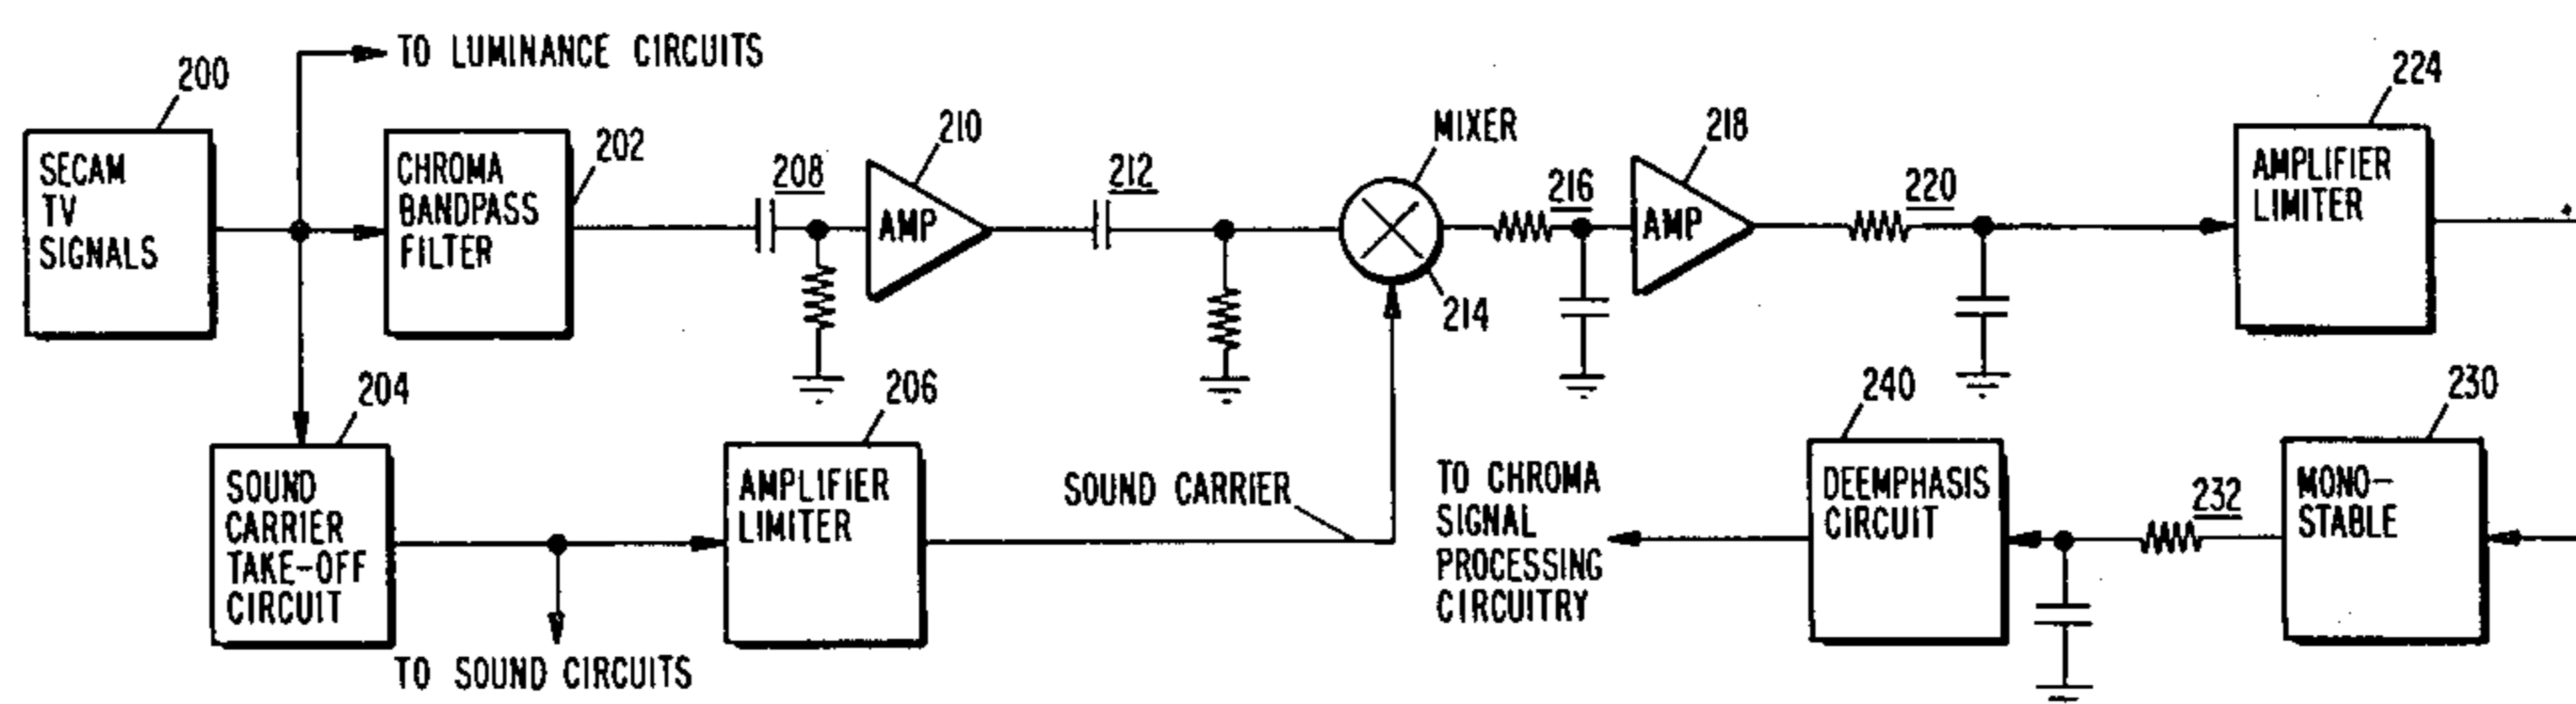 TO LUMINANCE CIRCUITS
200
SECAM
TV
SIGNALS
CHROMA
BANDPASS
FILTER
202
208
210
AMP
212
MIXER
214
216
218
AMP
220
224
AMPLIFIER
LIMITER
204
SOUND
CARRIER
TAKE-OFF
CIRCUIT
TO SOUND CIRCUITS
206
AMPLIFIER
LIMITER
SOUND CARRIER
TO CHROMA
SIGNAL
PROCESSING
CIRCUITRY
240
DEEMPHASIS
CIRCUIT
232
230
MONO-
STABLE